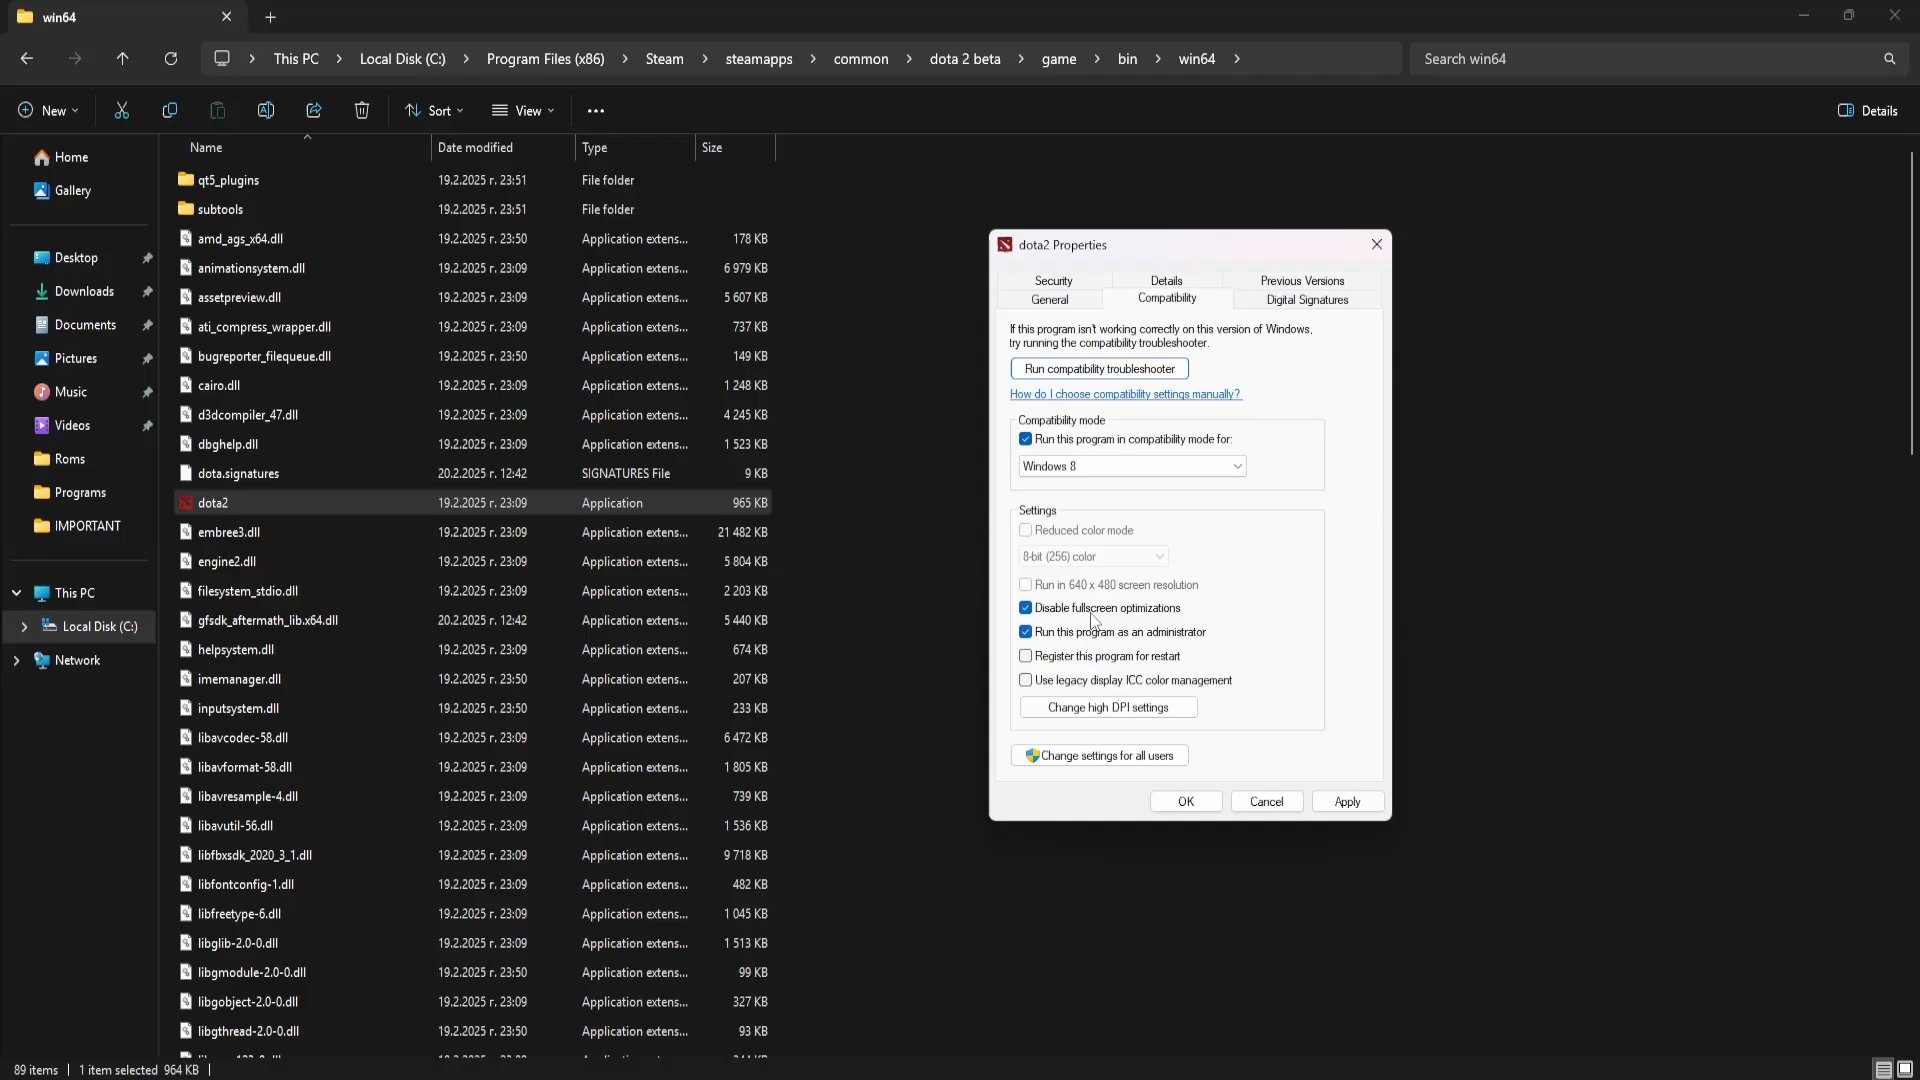 win64
This PC
Local Disk (C:)
Program Files (x86)
Steam
steamapps
common
dota 2 beta
game
bin
win64
Search win64
New
Sort
View
Details
Home
Gallery
Desktop
Downloads
Documents
Pictures
Music
Videos
Roms
Programs
IMPORTANT
This PC
Local Disk (C:)
Network
Name Date modified Type Size
qt5_plugins 19.2.2025 г. 23:51 File folder
subtools 19.2.2025 г. 23:51 File folder
amd_ags_x64.dll 19.2.2025 г. 23:50 Application extens... 178 KB
animationsystem.dll 19.2.2025 г. 23:09 Application extens... 6 979 KB
assetpreview.dll 19.2.2025 г. 23:09 Application extens... 5 607 KB
ati_compress_wrapper.dll 19.2.2025 г. 23:09 Application extens... 737 KB
bugreporter_filequeue.dll 19.2.2025 г. 23:50 Application extens... 149 KB
cairo.dll 19.2.2025 г. 23:09 Application extens... 1 248 KB
d3dcompiler_47.dll 19.2.2025 г. 23:09 Application extens... 4 245 KB
dbghelp.dll 19.2.2025 г. 23:09 Application extens... 1 523 KB
dota.signatures 20.2.2025 г. 12:42 SIGNATURES File 9 KB
dota2 19.2.2025 г. 23:09 Application 965 KB
embree3.dll 19.2.2025 г. 23:09 Application extens... 21 482 KB
engine2.dll 19.2.2025 г. 23:09 Application extens... 5 804 KB
filesystem_stdio.dll 19.2.2025 г. 23:09 Application extens... 2 203 KB
gfsdk_aftermath_lib.x64.dll 20.2.2025 г. 12:42 Application extens... 5 440 KB
helpsystem.dll 19.2.2025 г. 23:09 Application extens... 674 KB
imemanager.dll 19.2.2025 г. 23:50 Application extens... 207 KB
inputsystem.dll 19.2.2025 г. 23:50 Application extens... 233 KB
libavcodec-58.dll 19.2.2025 г. 23:09 Application extens... 6 472 KB
libavformat-58.dll 19.2.2025 г. 23:09 Application extens... 1 805 KB
libavresample-4.dll 19.2.2025 г. 23:09 Application extens... 739 KB
libavutil-56.dll 19.2.2025 г. 23:09 Application extens... 1 536 KB
libfbxsdk_2020_3_1.dll 19.2.2025 г. 23:09 Application extens... 9 718 KB
libfontconfig-1.dll 19.2.2025 г. 23:09 Application extens... 482 KB
libfreetype-6.dll 19.2.2025 г. 23:09 Application extens... 1 045 KB
libglib-2.0-0.dll 19.2.2025 г. 23:09 Application extens... 1 513 KB
libgmodule-2.0-0.dll 19.2.2025 г. 23:50 Application extens... 99 KB
libgobject-2.0-0.dll 19.2.2025 г. 23:09 Application extens... 327 KB
libgthread-2.0-0.dll 19.2.2025 г. 23:50 Application extens... 93 KB
dota2 Properties
Security Details Previous Versions
General Compatibility Digital Signatures
If this program isn't working correctly on this version of Windows,
try running the compatibility troubleshooter.
Run compatibility troubleshooter
How do I choose compatibility settings manually?
Compatibility mode
Run this program in compatibility mode for:
Windows 8
Settings
Reduced color mode
8-bit (256) color
Run in 640 x 480 screen resolution
Disable fullscreen optimizations
Run this program as an administrator
Register this program for restart
Use legacy display ICC color management
Change high DPI settings
Change settings for all users
OK Cancel Apply
89 items 1 item selected 964 KB